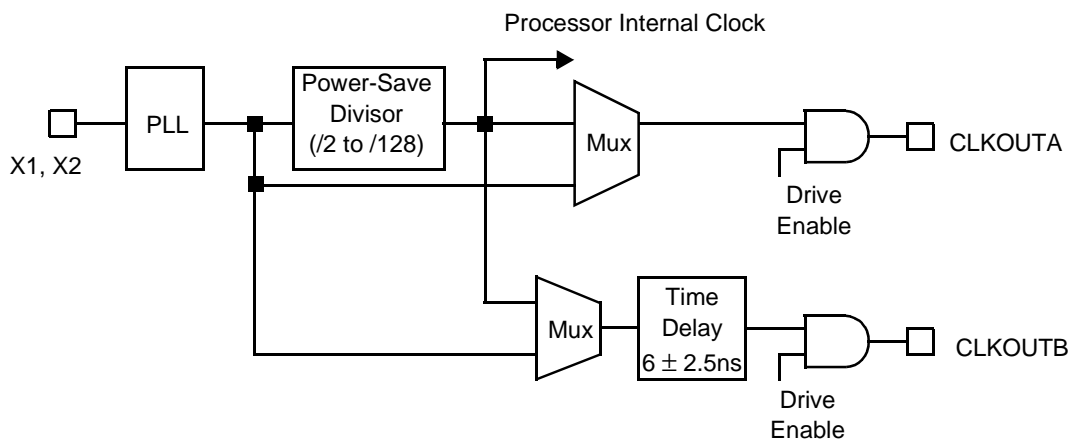 Processor Internal Clock
Power-Save
Divisor
(/2 to /128)
PLL
Mux
X1, X2
CLKOUTA
Drive
Enable
Time
Delay
6 ± 2.5ns
Mux
CLKOUTB
Drive
Enable